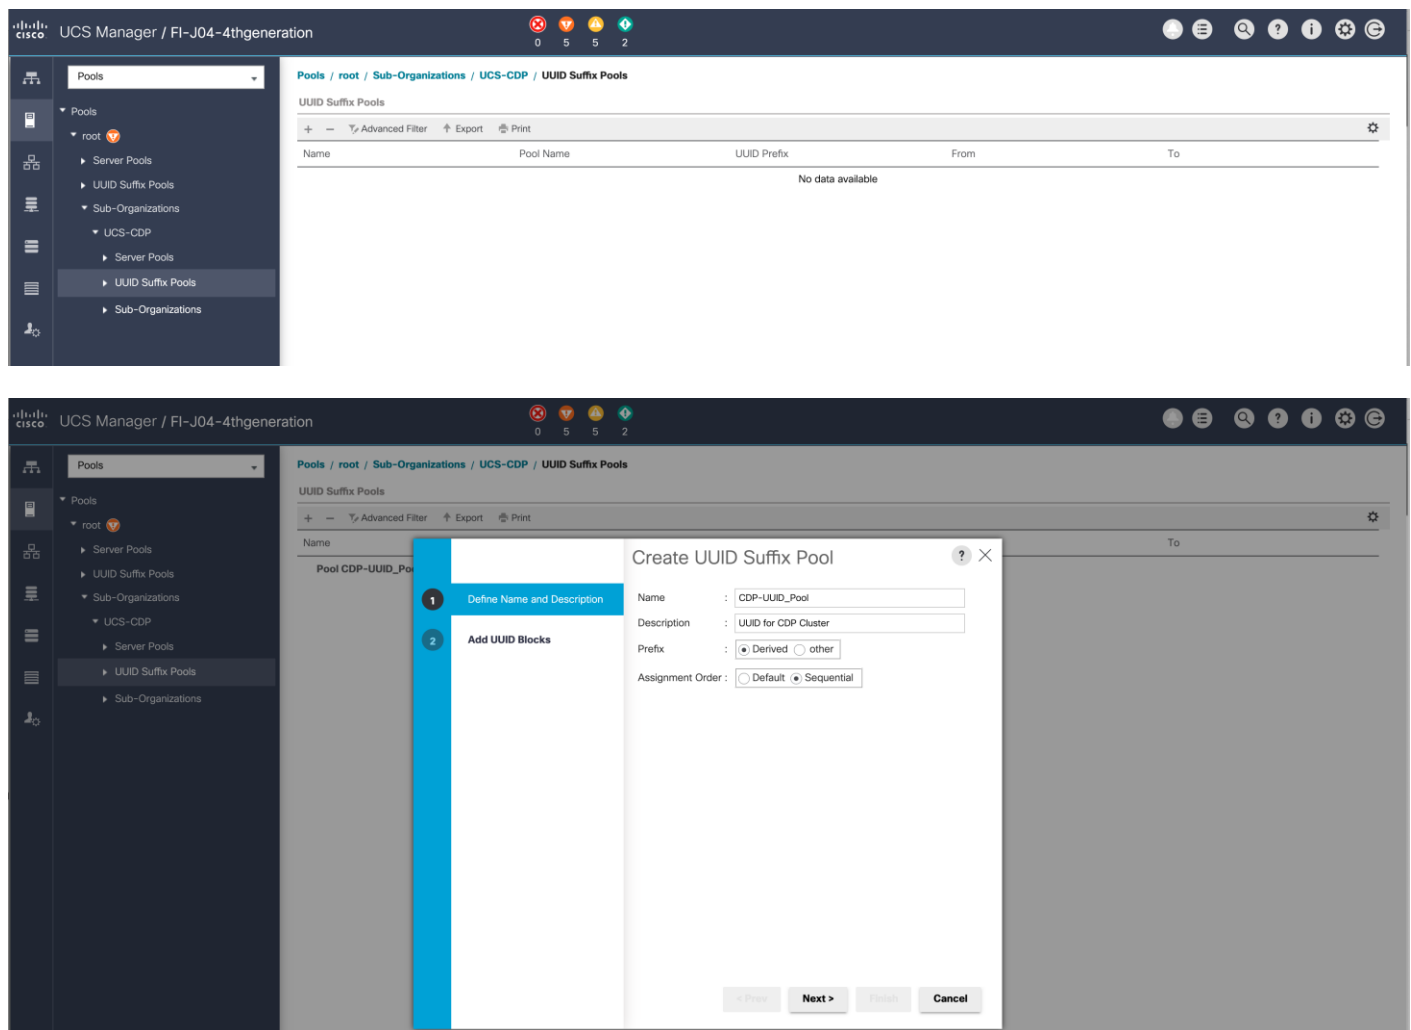 cisco UCS Manager / FI-J04-4thgeneration
0 5 5 2
Pools
Pools / root / Sub-Organizations / UCS-CDP / UUID Suffix Pools
UUID Suffix Pools
+ − Advanced Filter Export Print
Name Pool Name UUID Prefix From To
No data available
Pools
root
Server Pools
UUID Suffix Pools
Sub-Organizations
UCS-CDP
Server Pools
UUID Suffix Pools
Sub-Organizations
cisco UCS Manager / FI-J04-4thgeneration
0 5 5 2
Pools
Pools / root / Sub-Organizations / UCS-CDP / UUID Suffix Pools
UUID Suffix Pools
+ − Advanced Filter Export Print
Name To
Pool CDP-UUID_Po
Pools
root
Server Pools
UUID Suffix Pools
Sub-Organizations
UCS-CDP
Server Pools
UUID Suffix Pools
Sub-Organizations
1 Define Name and Description
2 Add UUID Blocks
Create UUID Suffix Pool ?
Name : CDP-UUID_Pool
Description : UUID for CDP Cluster
Prefix : Derived other
Assignment Order : Default Sequential
< Prev Next > Finish Cancel